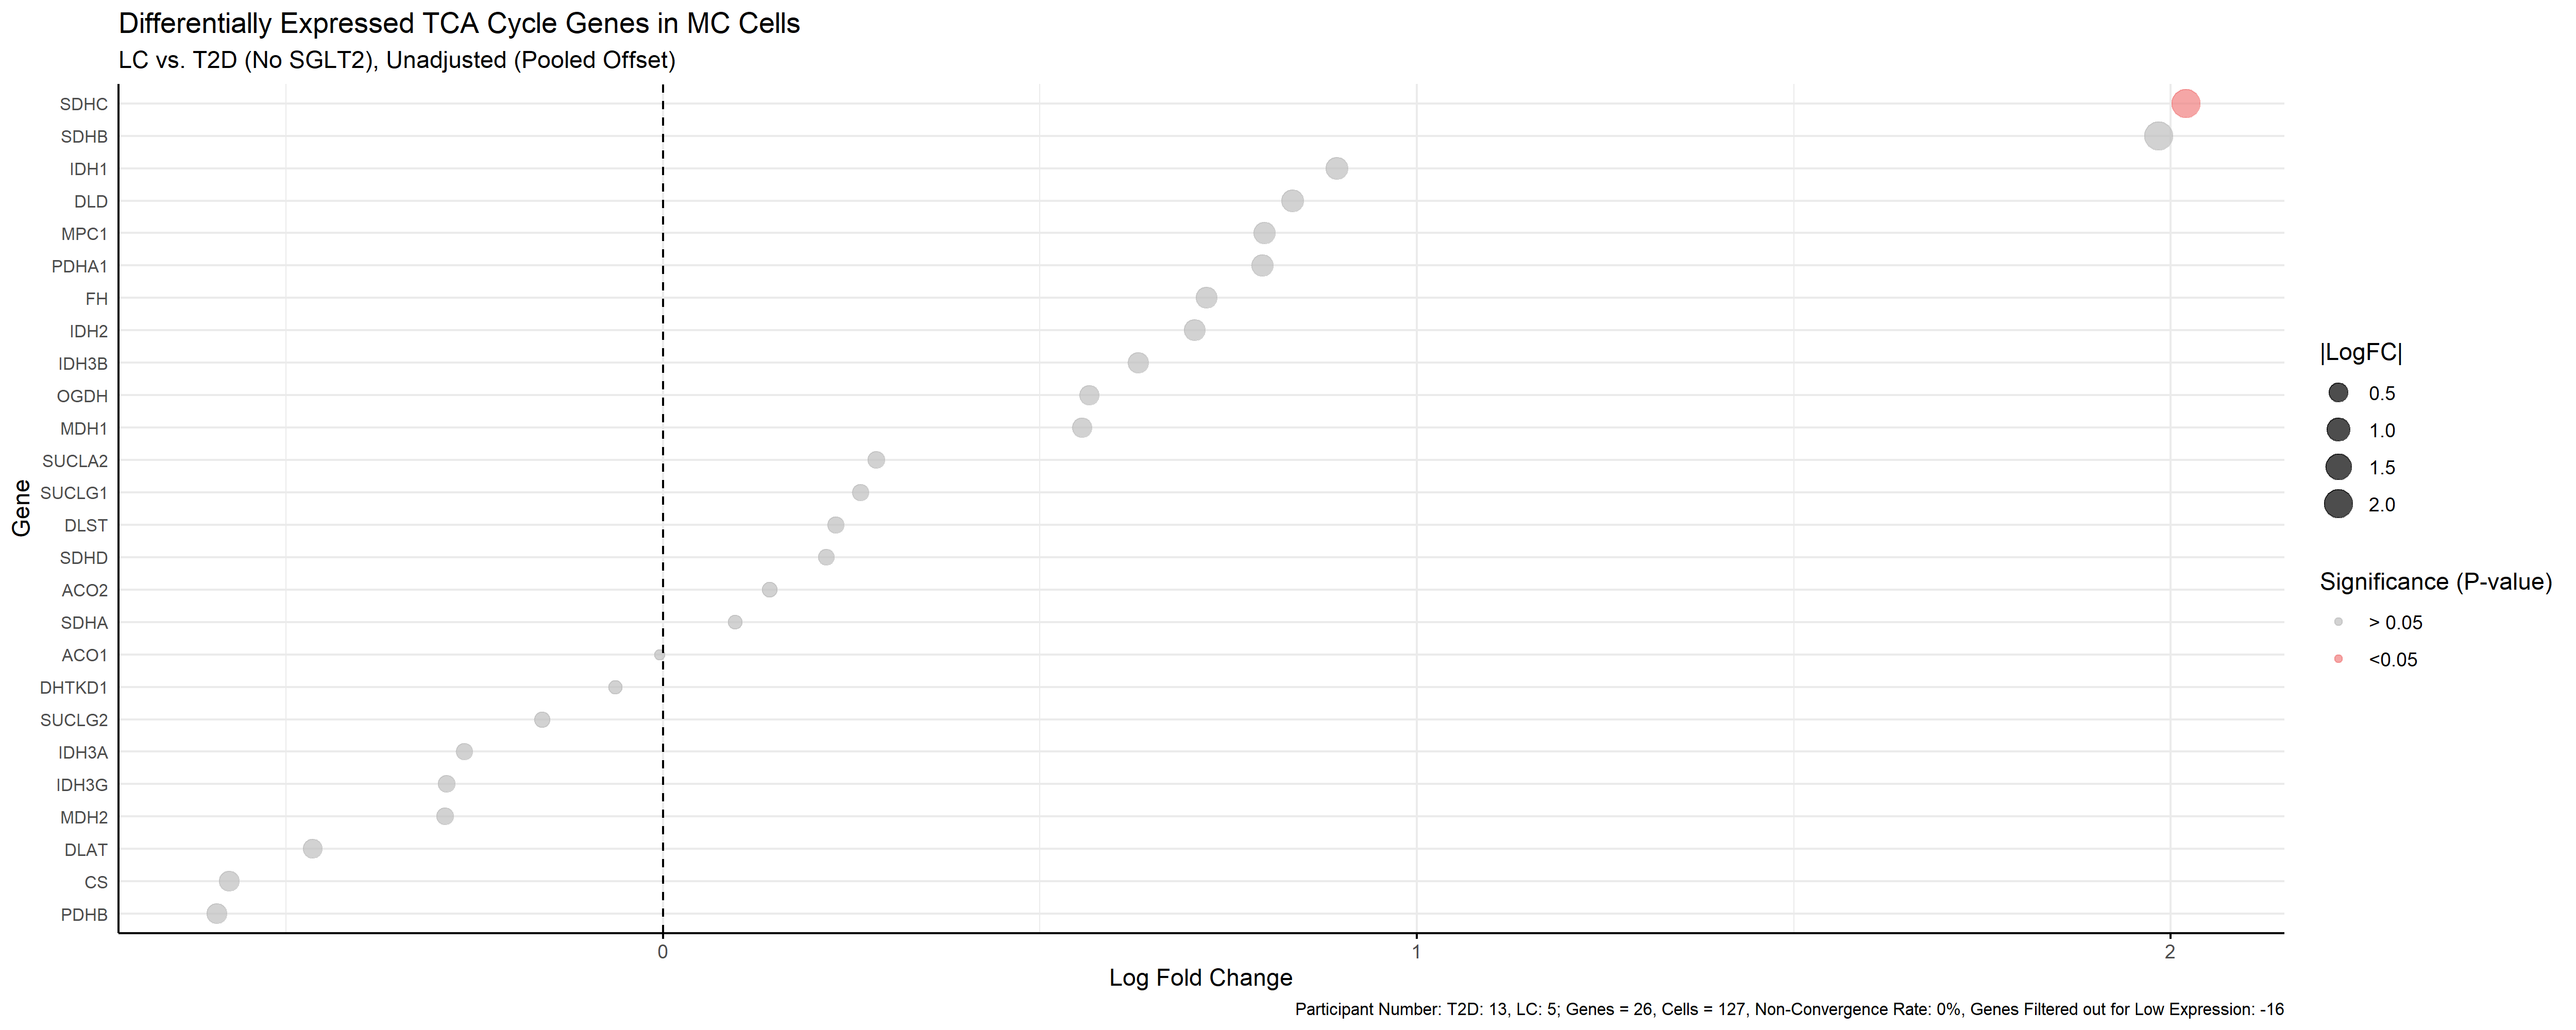 Differentially Expressed TCA Cycle Genes in MC Cells
LC vs. T2D (No SGLT2), Unadjusted (Pooled Offset)
Gene
SDHC
SDHB
IDH1
DLD
MPC1
PDHA1
FH
IDH2
IDH3B
OGDH
MDH1
SUCLA2
SUCLG1
DLST
SDHD
ACO2
SDHA
ACO1
DHTKD1
SUCLG2
IDH3A
IDH3G
MDH2
DLAT
CS
PDHB
0 1 2
Log Fold Change
|LogFC|
0.5
1.0
1.5
2.0
Significance (P-value)
> 0.05
<0.05
Participant Number: T2D: 13, LC: 5; Genes = 26, Cells = 127, Non-Convergence Rate: 0%, Genes Filtered out for Low Expression: -16